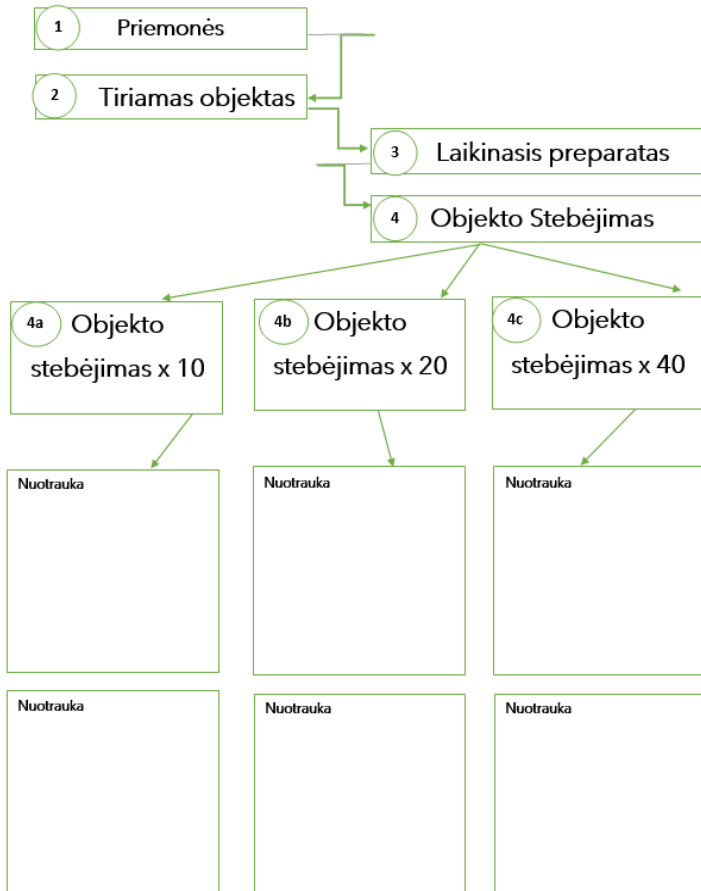 1 Priemonės
2 Tiriamas objektas
3 Laikinasis preparatas
4 Objekto Stebėjimas
4a Objekto
stebėjimas x 10
4b Objekto
stebėjimas x 20
4c Objekto
stebėjimas x 40
Nuotrauka
Nuotrauka
Nuotrauka
Nuotrauka
Nuotrauka
Nuotrauka